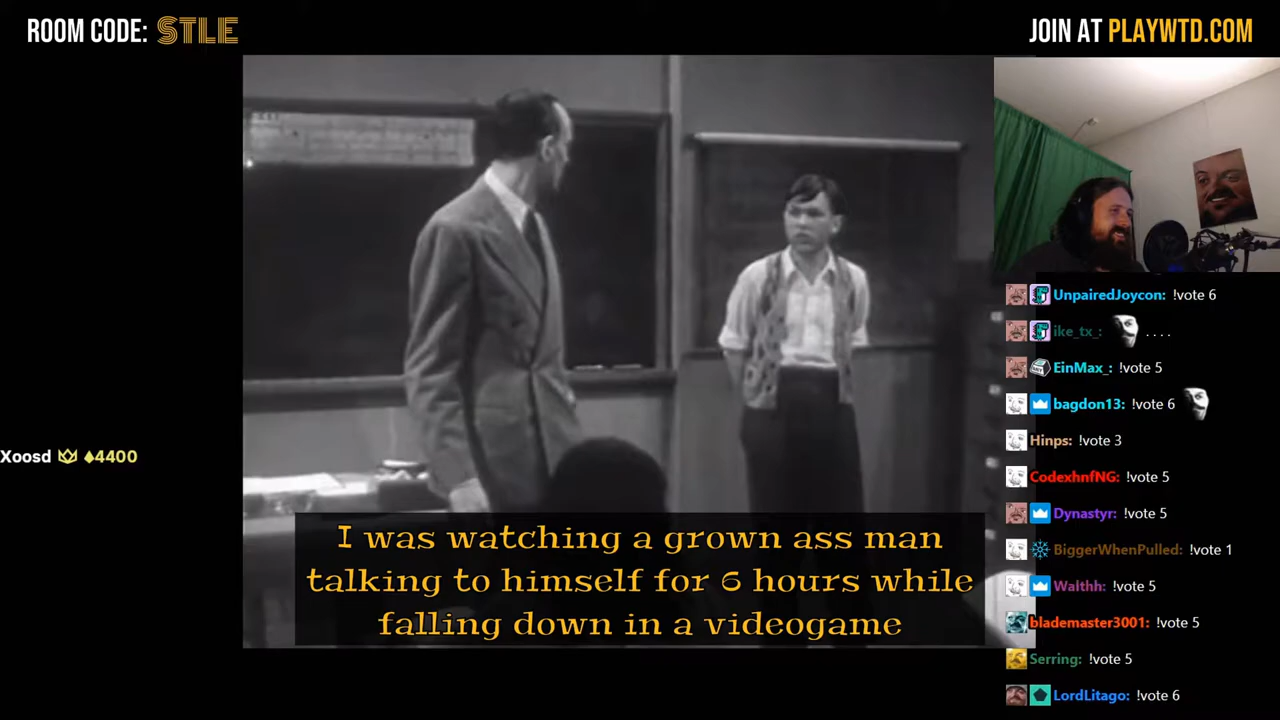 ROOM CODE: STLE
JOIN AT PLAYWTD.COM
UnpairedJoycon: !vote 6
ike_tx_: . . . .
EinMax_: !vote 5
bagdon13: !vote 6
Hinps: !vote 3
CodexhnfNG: !vote 5
Xoosd 4400
Dynastyr: !vote 5
BiggerWhenPulled: !vote 1
Walthh: !vote 5
blademaster3001: !vote 5
Serring: !vote 5
LordLitago: !vote 6
I was watching a grown ass man
talking to himself for 6 hours while
falling down in a videogame